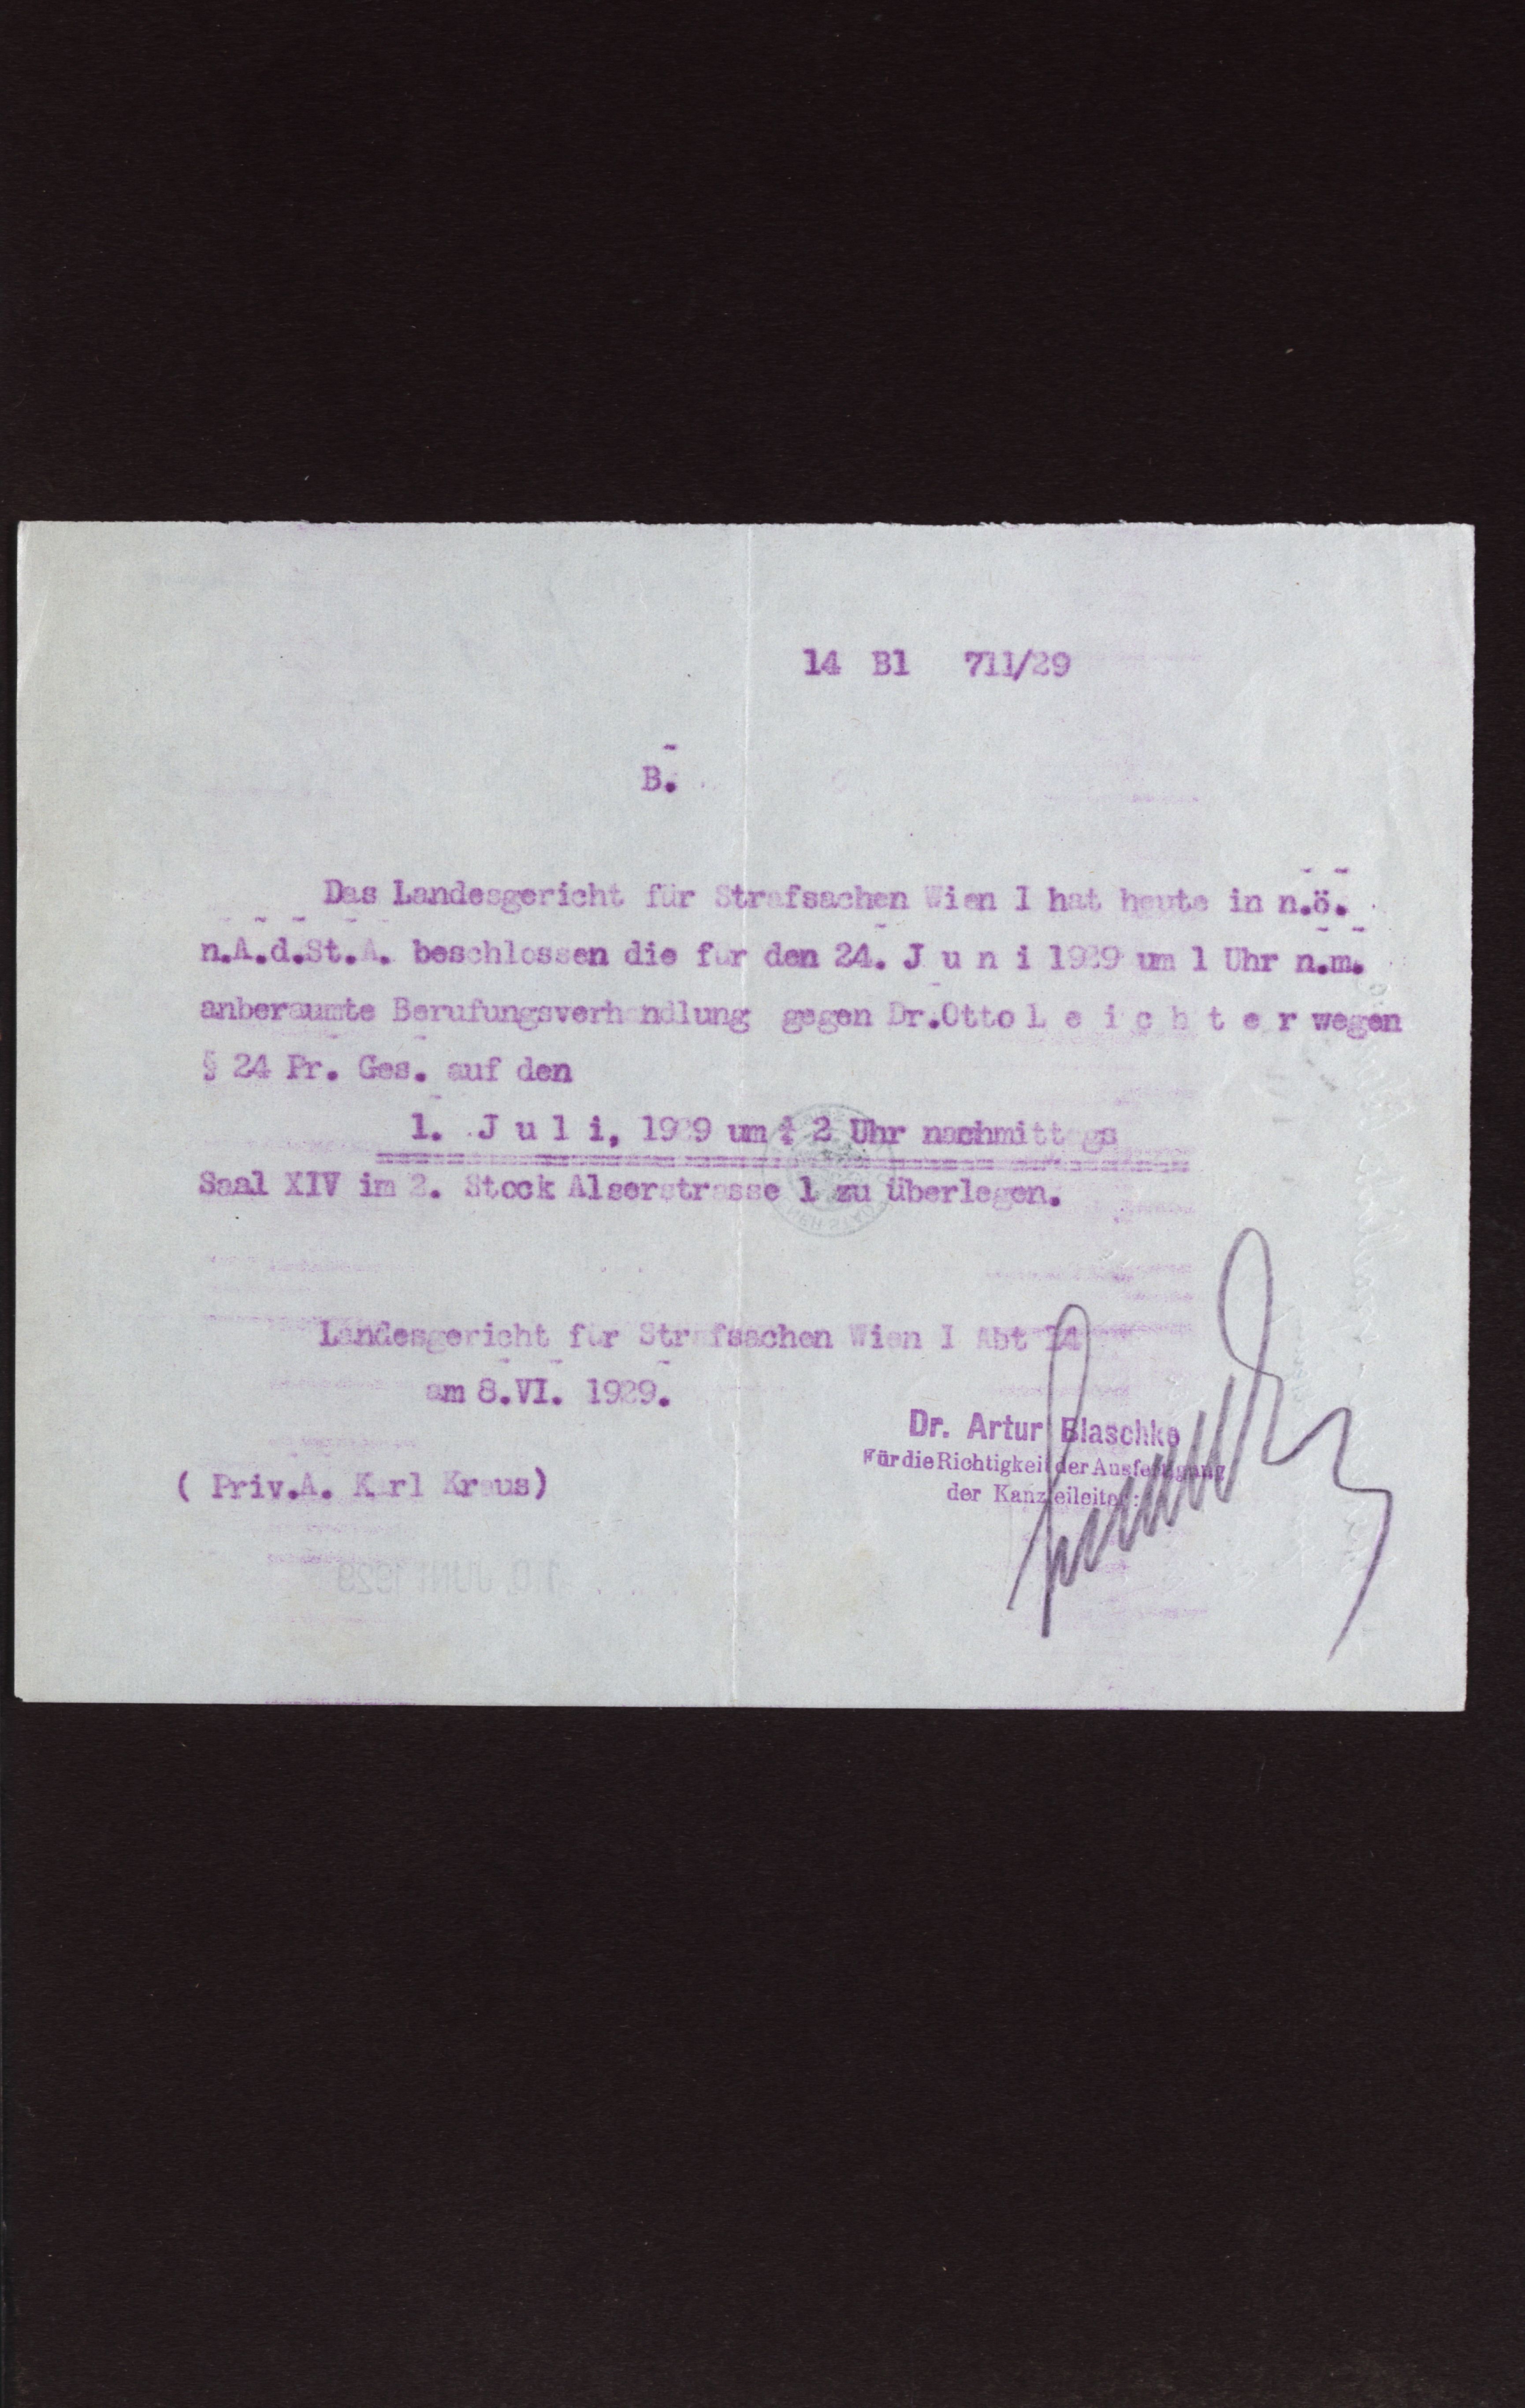 14 Bl 711/29
B.
Das Landesgericht für Strafsachen Wien 1 hat heute in n.ö.
n.A.d.St.A. beschlossen die für den 24. J u n i 1929 um 1 Uhr n.m.
anberaumte Berufungsverhandlung gegen Dr.Otto L e i c h t e r wegen
§ 24 Pr. Ges. auf den
1. J u l i, 1929 um 2 Uhr nachmittags
Saal XIV im 2. Stock Alserstrasse 1 zu überlegen.
Landesgericht für Strafsachen Wien I Abt 14
am 8.VI. 1929.
Dr. Artur Blaschke
Für die Richtigkeit der Ausfertigung
der Kanzleileiter:
( Priv.A. Karl Kraus)
10. JUNI 1929